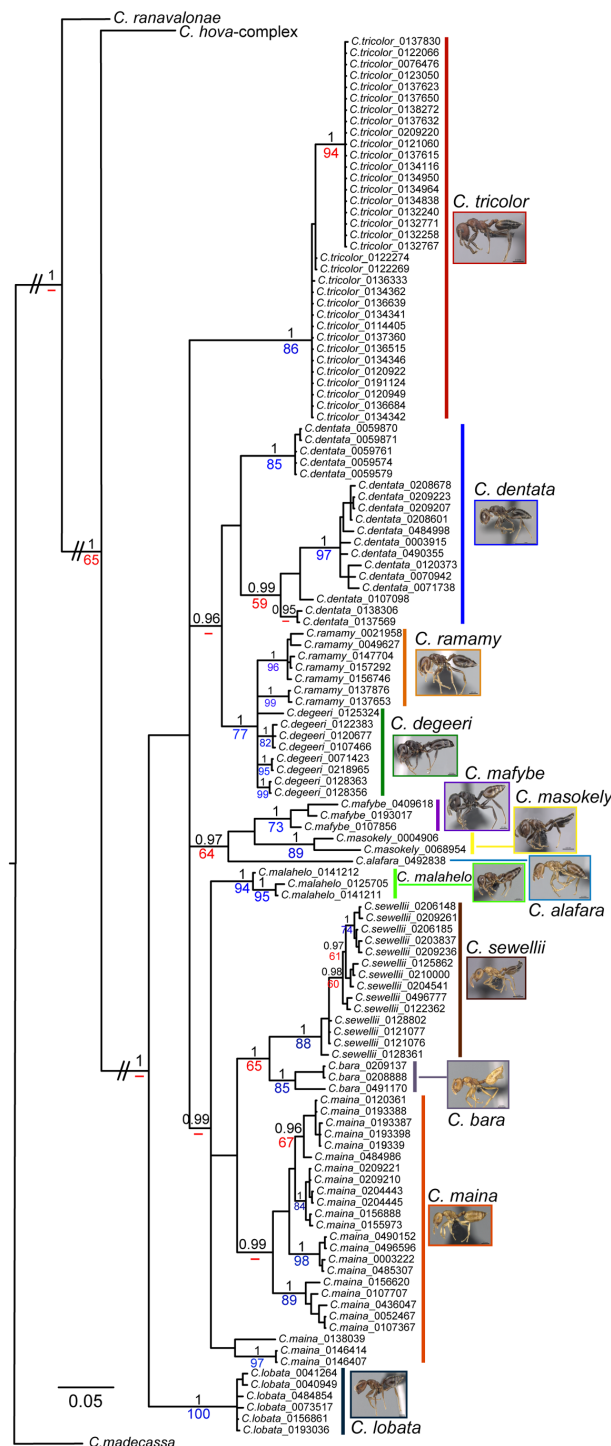 C. ranavalonae
C. hova-complex
C.tricolor_0137830
C.tricolor_0122066
C.tricolor_0076476
C.tricolor_0123050
C.tricolor_0137623
C.tricolor_0137650
C.tricolor_0138272
C.tricolor_0137632
C.tricolor_0209220
C.tricolor_0121060
1
94
C.tricolor_0137615
C.tricolor_0134116
C.tricolor_0134950
C.tricolor_0134964
C.tricolor_0134838
C.tricolor_0132240
C.tricolor_0132771
C.tricolor_0132258
C.tricolor_0132767
C. tricolor
C.tricolor_0122274
C.tricolor_0122269
1
–
C.tricolor_0136333
C.tricolor_0134362
C.tricolor_0136639
C.tricolor_0134341
C.tricolor_0114405
1
86
C.tricolor_0137360
C.tricolor_0136515
C.tricolor_0134346
C.tricolor_0120922
C.tricolor_0191124
C.tricolor_0120949
C.tricolor_0136684
C.tricolor_0134342
C.dentata_0059870
C.dentata_0059871
1
85
C.dentata_0059761
C.dentata_0059574
C.dentata_0059579
C. dentata
C.dentata_0208678
C.dentata_0209223
C.dentata_0209207
C.dentata_0208601
C.dentata_0484998
1
97
C.dentata_0003915
C.dentata_0490355
1
65
C.dentata_0120373
C.dentata_0070942
C.dentata_0071738
0.99
59
C.dentata_0107098
0.95
–
C.dentata_0138306
C.dentata_0137569
0.96
–
C.ramamy_0021958
C.ramamy_0049627
C. ramamy
1
96
C.ramamy_0147704
C.ramamy_0157292
C.ramamy_0156746
1
99
C.ramamy_0137876
C.ramamy_0137653
1
77
C.degeeri_0125324
C.degeeri_0122383
C. degeeri
1
82
C.degeeri_0120677
C.degeeri_0107466
1
95
C.degeeri_0071423
C.degeeri_0218965
1
99
C.degeeri_0128363
C.degeeri_0128356
C. mafybe
C.mafybe_0409618
C.mafybe_0193017
1
73
C.mafybe_0107856
C. masokely
1
89
C.masokely_0004906
C.masokely_0068954
0.97
64
C.alafara_0492838
C. alafara
C.malahelo_0141212
1
94
C.malahelo_0125705
1
95
C.malahelo_0141211
C. malahelo
C.sewellii_0206148
C.sewellii_0209261
1
74
C.sewellii_0206185
C.sewellii_0203837
C.sewellii_0209236
C. sewellii
0.97
61
C.sewellii_0125862
C.sewellii_0210000
0.98
60
C.sewellii_0204541
C.sewellii_0496777
C.sewellii_0122362
C.sewellii_0128802
C.sewellii_0121077
1
88
C.sewellii_0121076
C.sewellii_0128361
1
65
C.bara_0209137
C.bara_0208888
1
85
C.bara_0491170
C. bara
1
–
C.maina_0120361
C.maina_0193388
C.maina_0193387
0.96
67
C.maina_0193398
C.maina_019339
0.99
–
C.maina_0484986
C.maina_0209221
C.maina_0209210
C. maina
C.maina_0204443
1
84
C.maina_0204445
C.maina_0156888
C.maina_0155973
C.maina_0490152
C.maina_0496596
1
98
C.maina_0003222
C.maina_0485307
0.99
–
C.maina_0156620
1
89
C.maina_0107707
C.maina_0436047
C.maina_0052467
C.maina_0107367
C.maina_0138039
C.maina_0146414
1
97
C.maina_0146407
C.lobata_0041264
C.lobata_0040949
0.05
C.lobata_0484854
C.lobata_0073517
1
100
C.lobata_0156861
C.lobata_0193036
C. lobata
C.madecassa